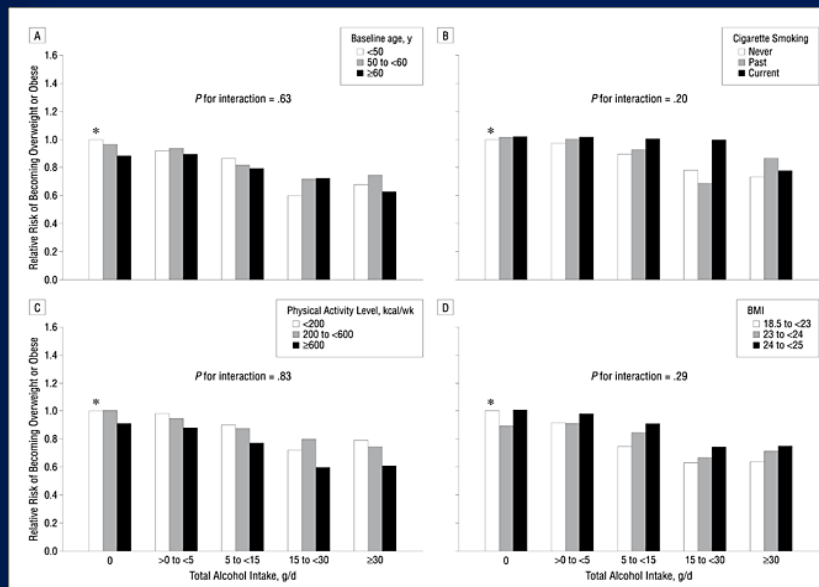 A
Baseline age, y
<50
50 to <60
≥60
P for interaction = .63
*
Relative Risk of Becoming Overweight or Obese
1.6
1.4
1.2
1.0
0.8
0.6
0.4
0.2
0.0
B
Cigarette Smoking
Never
Past
Current
P for interaction = .20
*
C
Physical Activity Level, kcal/wk
<200
200 to <600
≥600
P for interaction = .83
*
Relative Risk of Becoming Overweight or Obese
1.6
1.4
1.2
1.0
0.8
0.6
0.4
0.2
0.0
0 >0 to <5 5 to <15 15 to <30 ≥30
Total Alcohol Intake, g/d
D
BMI
18.5 to <23
23 to <24
24 to <25
P for interaction = .29
*
0 >0 to <5 5 to <15 15 to <30 ≥30
Total Alcohol Intake, g/d